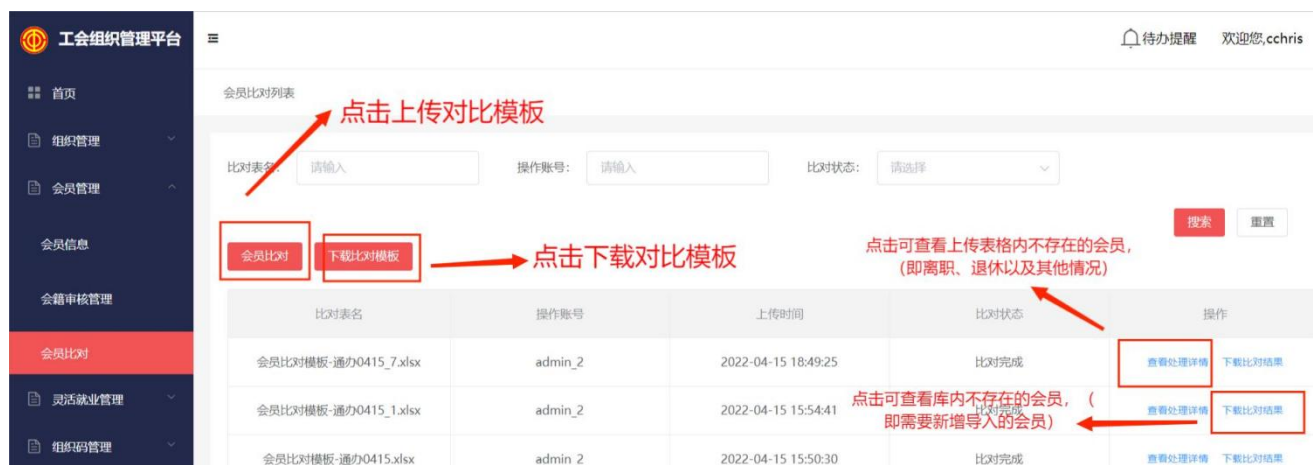 工会组织管理平台
待办提醒 欢迎您,cchris
首页
组织管理
会员管理
会员信息
会籍审核管理
会员比对
灵活就业管理
组织码管理
会员比对列表
点击上传对比模板
比对表名: 请输入 操作账号: 请输入 比对状态: 请选择
搜索 重置
会员比对 下载比对模板
点击下载对比模板
点击可查看上传表格内不存在的会员,
(即离职、退休以及其他情况)
比对表名 操作账号 上传时间 比对状态 操作
会员比对模板-通办0415_7.xlsx admin_2 2022-04-15 18:49:25 比对完成 查看处理详情 下载比对结果
点击可查看库内不存在的会员, (
即需要新增导入的会员)
会员比对模板-通办0415_1.xlsx admin_2 2022-04-15 15:54:41 比对完成 查看处理详情 下载比对结果
会员比对模板-通办0415.xlsx admin_2 2022-04-15 15:50:30 比对完成 查看处理详情 下载比对结果